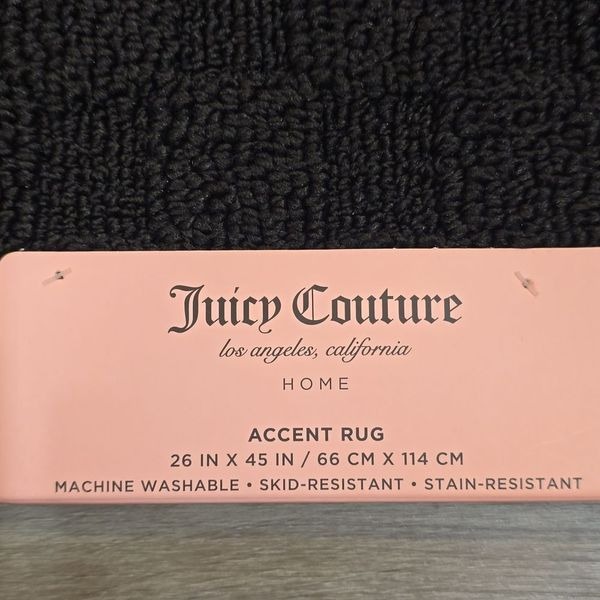 Juicy Couture
los angeles, california
HOME
ACCENT RUG
26 IN X 45 IN / 66 CM X 114 CM
MACHINE WASHABLE • SKID-RESISTANT • STAIN-RESISTANT